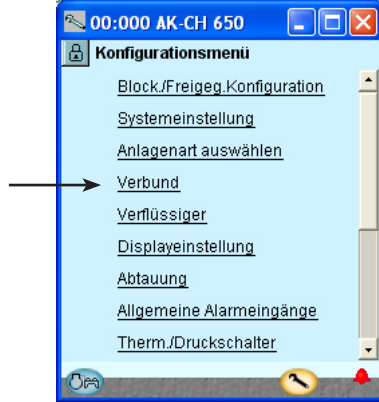 00:000 AK-CH 650
Konfigurationsmenü
Block./Freigeg.Konfiguration
Systemeinstellung
Anlagenart auswählen
Verbund
Verflüssiger
Displayeinstellung
Abtauung
Allgemeine Alarmeingänge
Therm./Druckschalter